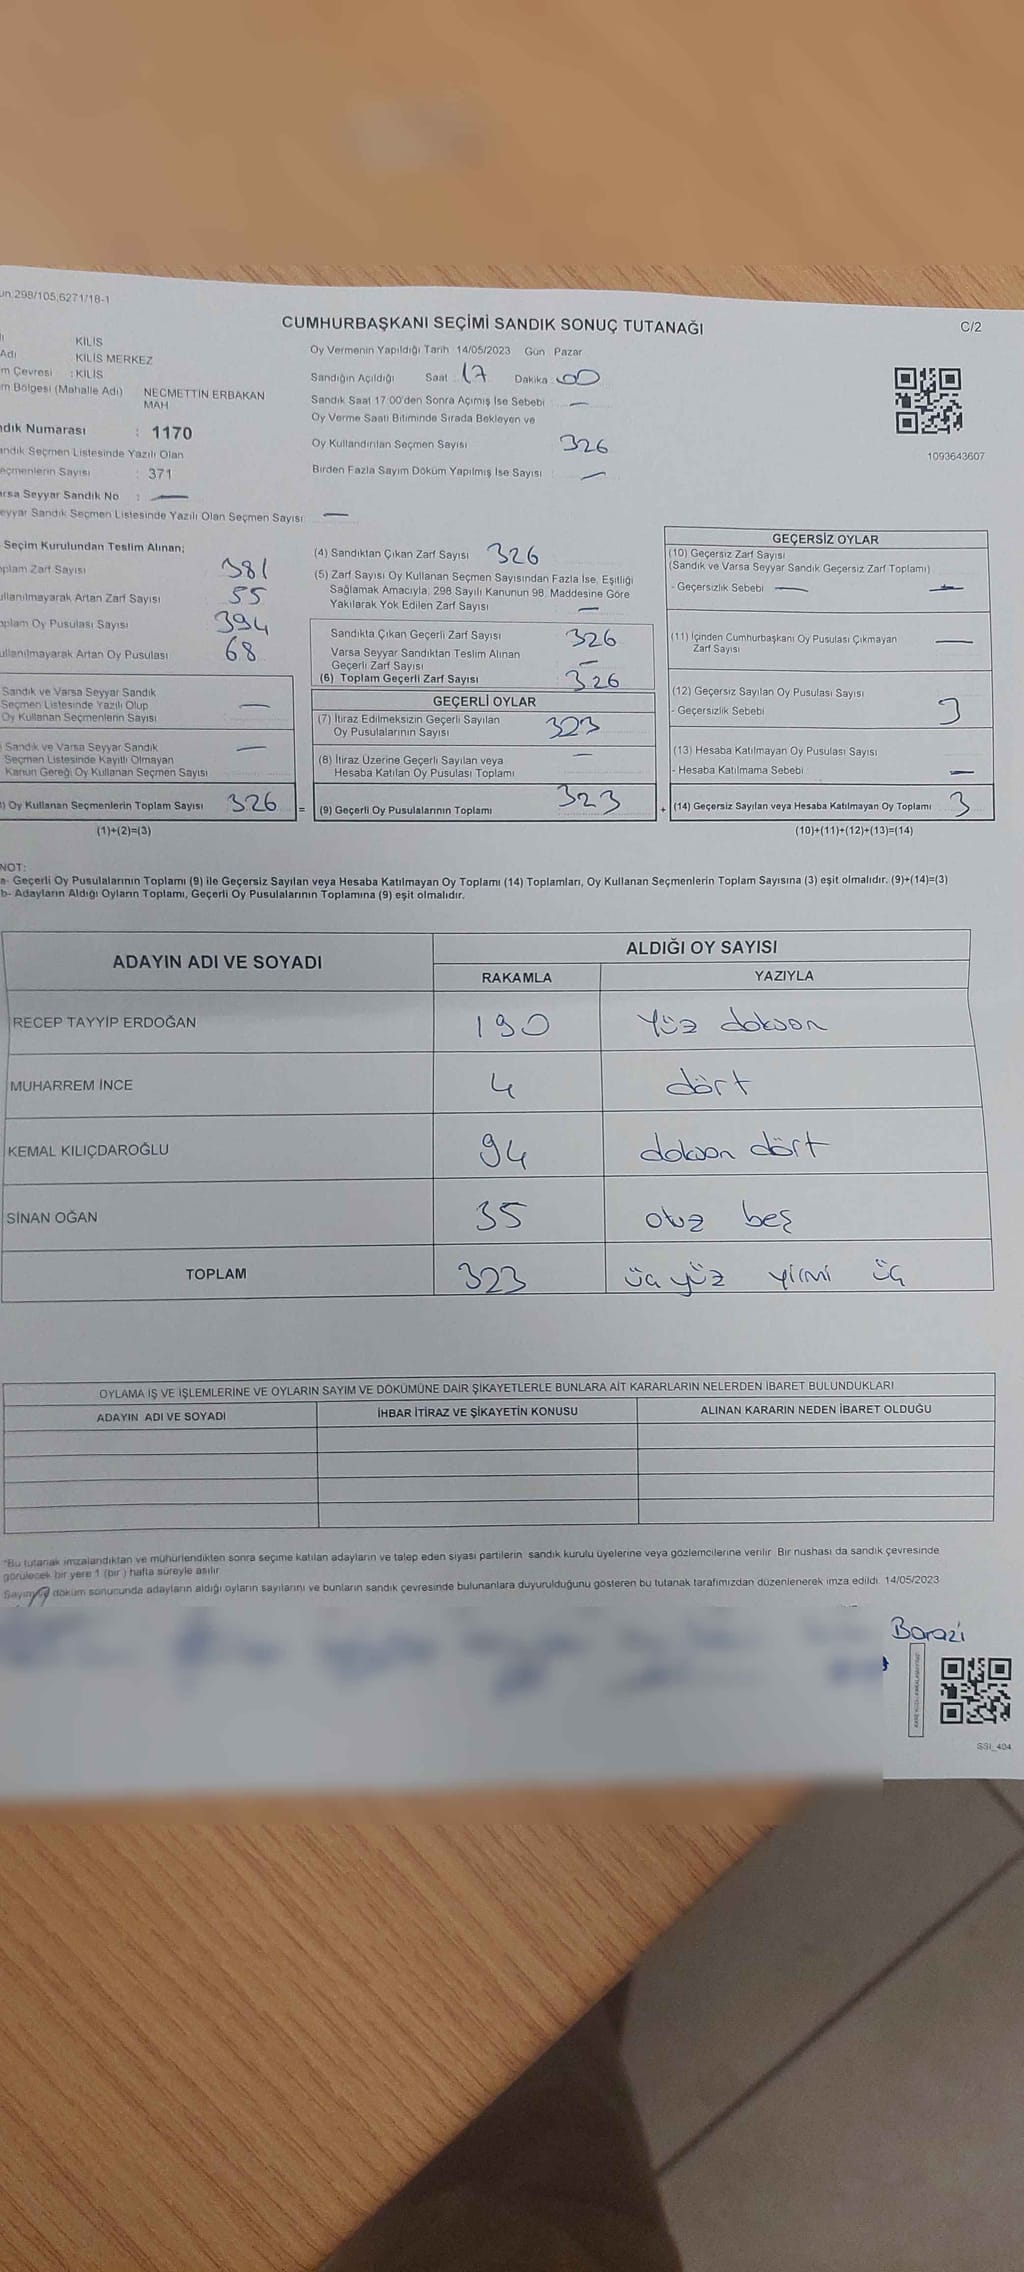 298/105;6271/18-1
CUMHURBAŞKANI SEÇİMİ SANDIK SONUÇ TUTANAĞI
C/2
KİLİS
Adı KİLİS MERKEZ
Çevresi : KİLİS
Bölgesi (Mahalle Adı) NECMETTİN ERBAKAN
MAH
Numarası : 1170
Seçmen Listesinde Yazılı Olan
Sayısı : 371
Seyyar Sandık No : —
Sandık Seçmen Listesinde Yazılı Olan Seçmen Sayısı —
Oy Vermenin Yapıldığı Tarih 14/05/2023 Gün Pazar
Sandığın Açıldığı Saat 17 Dakika 00
Sandık Saat 17:00'den Sonra Açılmış İse Sebebi —
Oy Verme Saati Bitiminde Sırada Bekleyen ve
Oy Kullandırılan Seçmen Sayısı 326
Birden Fazla Sayım Döküm Yapılmış İse Sayısı —
1093643607
Seçim Kurulundan Teslim Alınan;
Zarf Sayısı 381
Artan Zarf Sayısı 55
Oy Pusulası Sayısı 394
Artan Oy Pusulası 68
Sandık ve Varsa Seyyar Sandık
Seçmen Listesinde Yazılı Olup
Oy Kullanan Seçmenlerin Sayısı —
Sandık ve Varsa Seyyar Sandık
Seçmen Listesinde Kayıtlı Olmayan
Kanun Gereği Oy Kullanan Seçmen Sayısı —
Oy Kullanan Seçmenlerin Toplam Sayısı 326 =
(1)+(2)=(3)
(4) Sandıktan Çıkan Zarf Sayısı 326
(5) Zarf Sayısı Oy Kullanan Seçmen Sayısından Fazla İse, Eşitliği
Sağlamak Amacıyla, 298 Sayılı Kanunun 98. Maddesine Göre
Yakılarak Yok Edilen Zarf Sayısı —
Sandıkta Çıkan Geçerli Zarf Sayısı 326
Varsa Seyyar Sandıktan Teslim Alınan
Geçerli Zarf Sayısı —
(6) Toplam Geçerli Zarf Sayısı 326
GEÇERLİ OYLAR
(7) İtiraz Edilmeksizin Geçerli Sayılan
Oy Pusulalarının Sayısı 323
(8) İtiraz Üzerine Geçerli Sayılan veya
Hesaba Katılan Oy Pusulası Toplamı —
(9) Geçerli Oy Pusulalarının Toplamı 323 +
GEÇERSİZ OYLAR
(10) Geçersiz Zarf Sayısı
(Sandık ve Varsa Seyyar Sandık Geçersiz Zarf Toplamı)
- Geçersizlik Sebebi — —
(11) İçinden Cumhurbaşkanı Oy Pusulası Çıkmayan
Zarf Sayısı —
(12) Geçersiz Sayılan Oy Pusulası Sayısı
- Geçersizlik Sebebi 3
(13) Hesaba Katılmayan Oy Pusulası Sayısı
- Hesaba Katılmama Sebebi —
(14) Geçersiz Sayılan veya Hesaba Katılmayan Oy Toplamı 3
(10)+(11)+(12)+(13)=(14)
NOT:
a- Geçerli Oy Pusulalarının Toplamı (9) ile Geçersiz Sayılan veya Hesaba Katılmayan Oy Toplamı (14) Toplamları, Oy Kullanan Seçmenlerin Toplam Sayısına (3) eşit olmalıdır. (9)+(14)=(3)
b- Adayların Aldığı Oyların Toplamı, Geçerli Oy Pusulalarının Toplamına (9) eşit olmalıdır.
ADAYIN ADI VE SOYADI ALDIĞI OY SAYISI
RAKAMLA YAZIYLA
RECEP TAYYİP ERDOĞAN 190 Yüz dokson
MUHARREM İNCE 4 dört
KEMAL KILIÇDAROĞLU 94 dokson dört
SİNAN OĞAN 35 otuz beş
TOPLAM 323 üç yüz yirmi üç
OYLAMA İŞ VE İŞLEMLERİNE VE OYLARIN SAYIM VE DÖKÜMÜNE DAİR ŞİKAYETLERLE BUNLARA AİT KARARLARIN NELERDEN İBARET BULUNDUKLARI
ADAYIN ADI VE SOYADI İHBAR İTİRAZ VE ŞİKAYETİN KONUSU ALINAN KARARIN NEDEN İBARET OLDUĞU
*Bu tutanak imzalandıktan ve mühürlendikten sonra seçime katılan adayların ve talep eden siyasi partilerin sandık kurulu üyelerine veya gözlemcilerine verilir. Bir nüshası da sandık çevresinde
görülecek bir yere 1 (bir) hafta süreyle asılır.
Sayım ve döküm sonucunda adayların aldığı oyların sayılarını ve bunların sandık çevresinde bulunanlara duyurulduğunu gösteren bu tutanak tarafımızdan düzenlenerek imza edildi. 14/05/2023
Barazi
SSİ_404